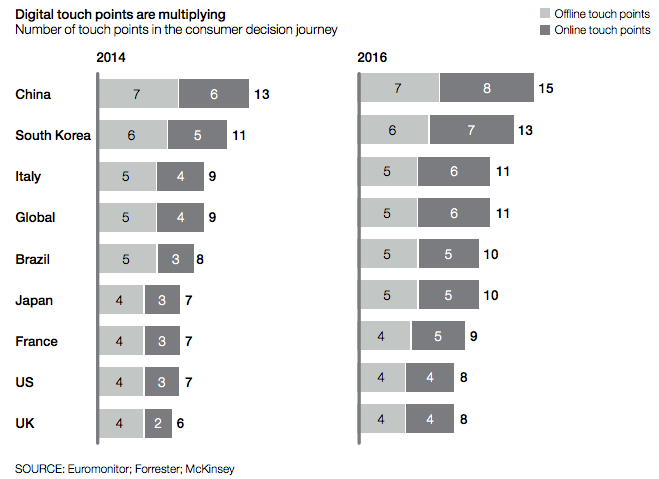 Digital touch points are multiplying
Number of touch points in the consumer decision journey
Offline touch points
Online touch points
2014 2016
China 7 6 13 7 8 15
South Korea 6 5 11 6 7 13
Italy 5 4 9 5 6 11
Global 5 4 9 5 6 11
Brazil 5 3 8 5 5 10
Japan 4 3 7 5 5 10
France 4 3 7 4 5 9
US 4 3 7 4 4 8
UK 4 2 6 4 4 8
SOURCE: Euromonitor; Forrester; McKinsey